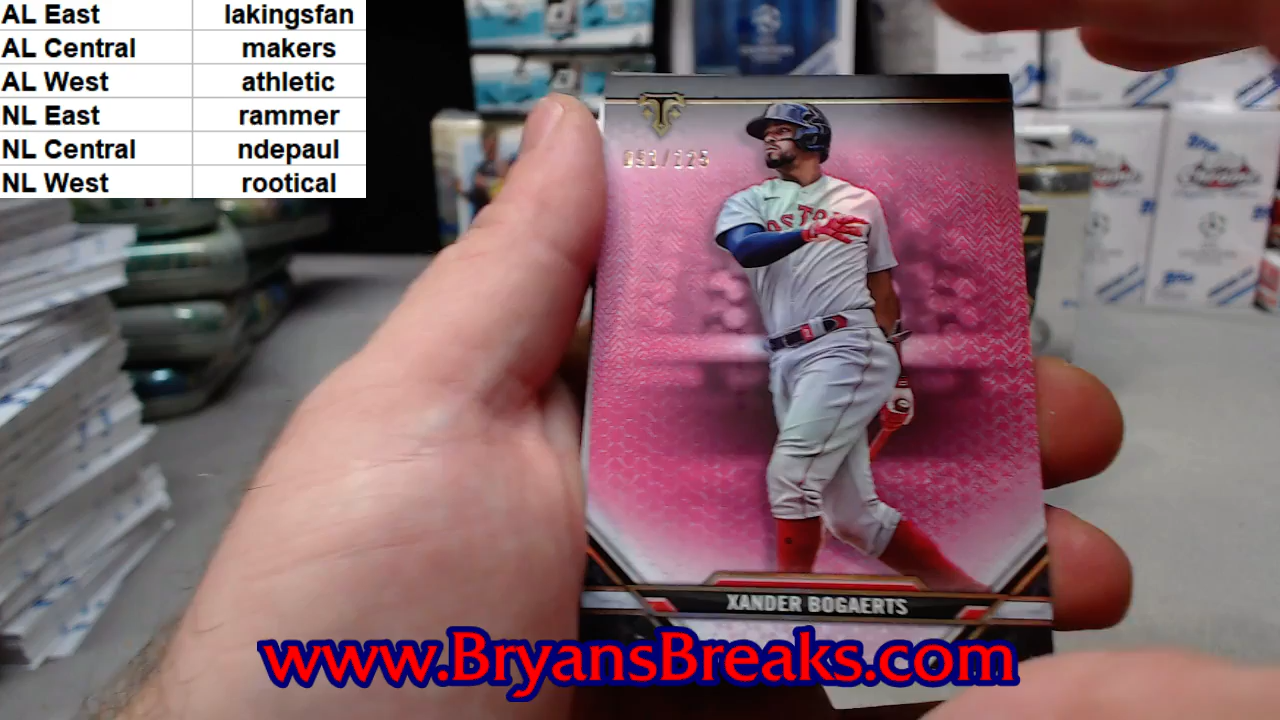 AL East lakingsfan
AL Central makers
AL West athletic
NL East rammer
NL Central ndepaul
NL West rootical
BOSTON
XANDER BOGAERTS
www.BryansBreaks.com